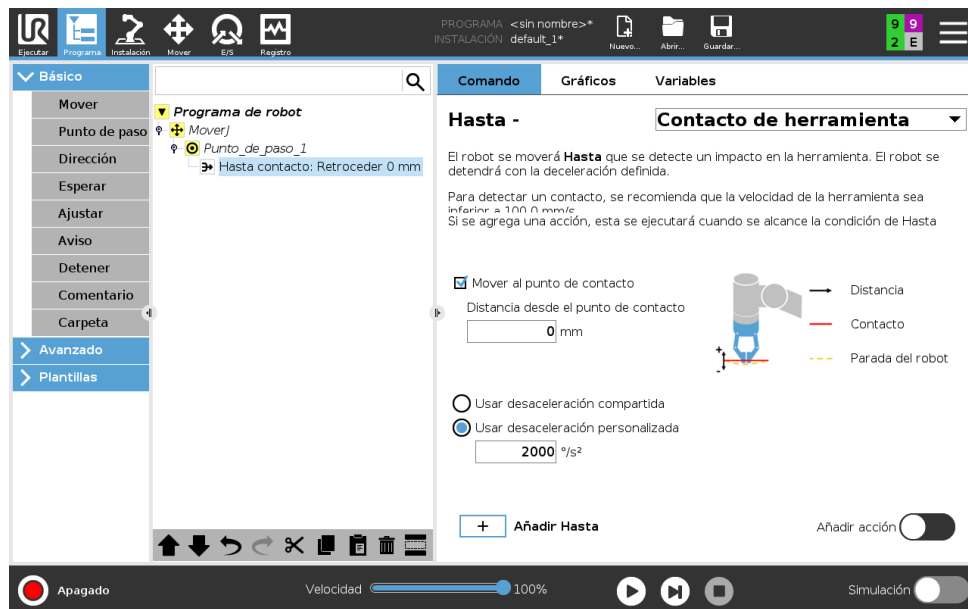 PROGRAMA <sin nombre>*
INSTALACIÓN default_1*
Ejecutar
Programa
Instalación
Mover
E/S
Registro
Nuevo...
Abrir...
Guardar...
9 9
2 E
Básico
Mover
Punto de paso
Dirección
Esperar
Ajustar
Aviso
Detener
Comentario
Carpeta
Avanzado
Plantillas
Programa de robot
MoverJ
Punto_de_paso_1
Hasta contacto: Retroceder 0 mm
Comando Gráficos Variables
Hasta - Contacto de herramienta
El robot se moverá Hasta que se detecte un impacto en la herramienta. El robot se
detendrá con la deceleración definida.
Para detectar un contacto, se recomienda que la velocidad de la herramienta sea
inferior a 100.0 mm/s
Si se agrega una acción, esta se ejecutará cuando se alcance la condición de Hasta
Mover al punto de contacto
Distancia desde el punto de contacto
0 mm
Distancia
Contacto
Parada del robot
+
-
Usar desaceleración compartida
Usar desaceleración personalizada
2000 °/s²
+ Añadir Hasta
Añadir acción
Apagado
Velocidad 100%
Simulación